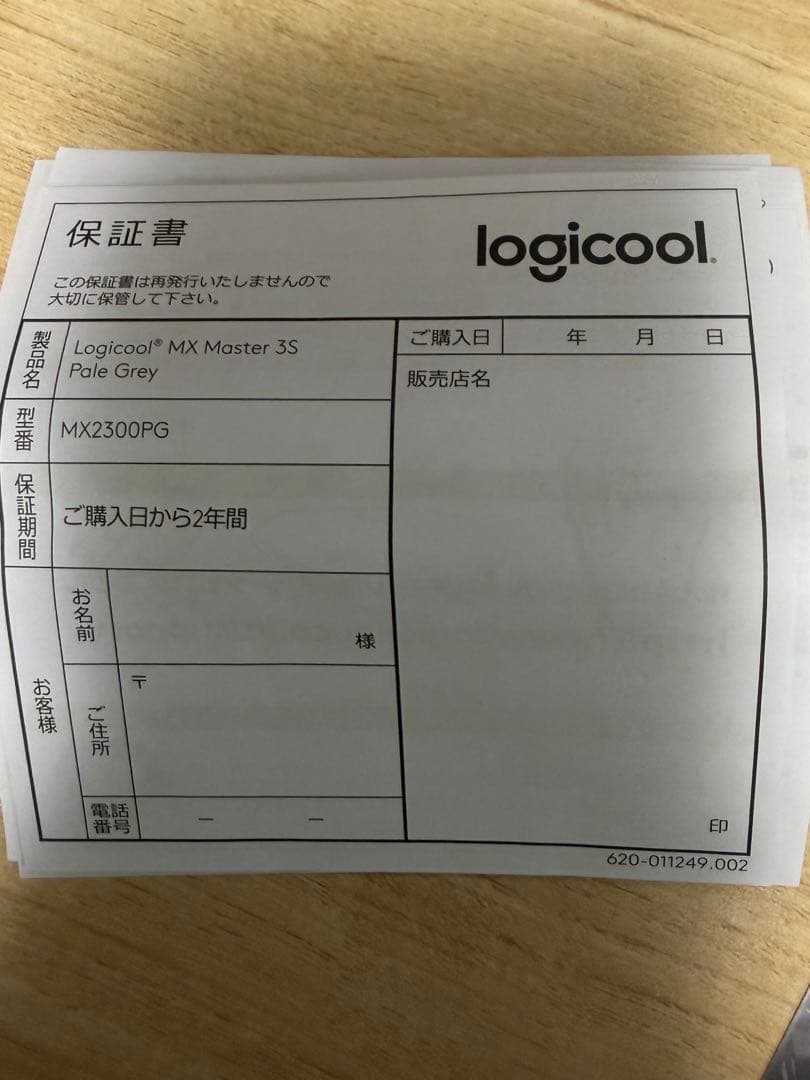 保証書
logicool
この保証書は再発行いたしませんので
大切に保管して下さい。
製品名
Logicool® MX Master 3S
Pale Grey
ご購入日 年 月 日
販売店名
型番
MX2300PG
保証期間
ご購入日から2年間
お客様
お名前
様
ご住所
〒
電話
番号
— —
印
620-011249.002